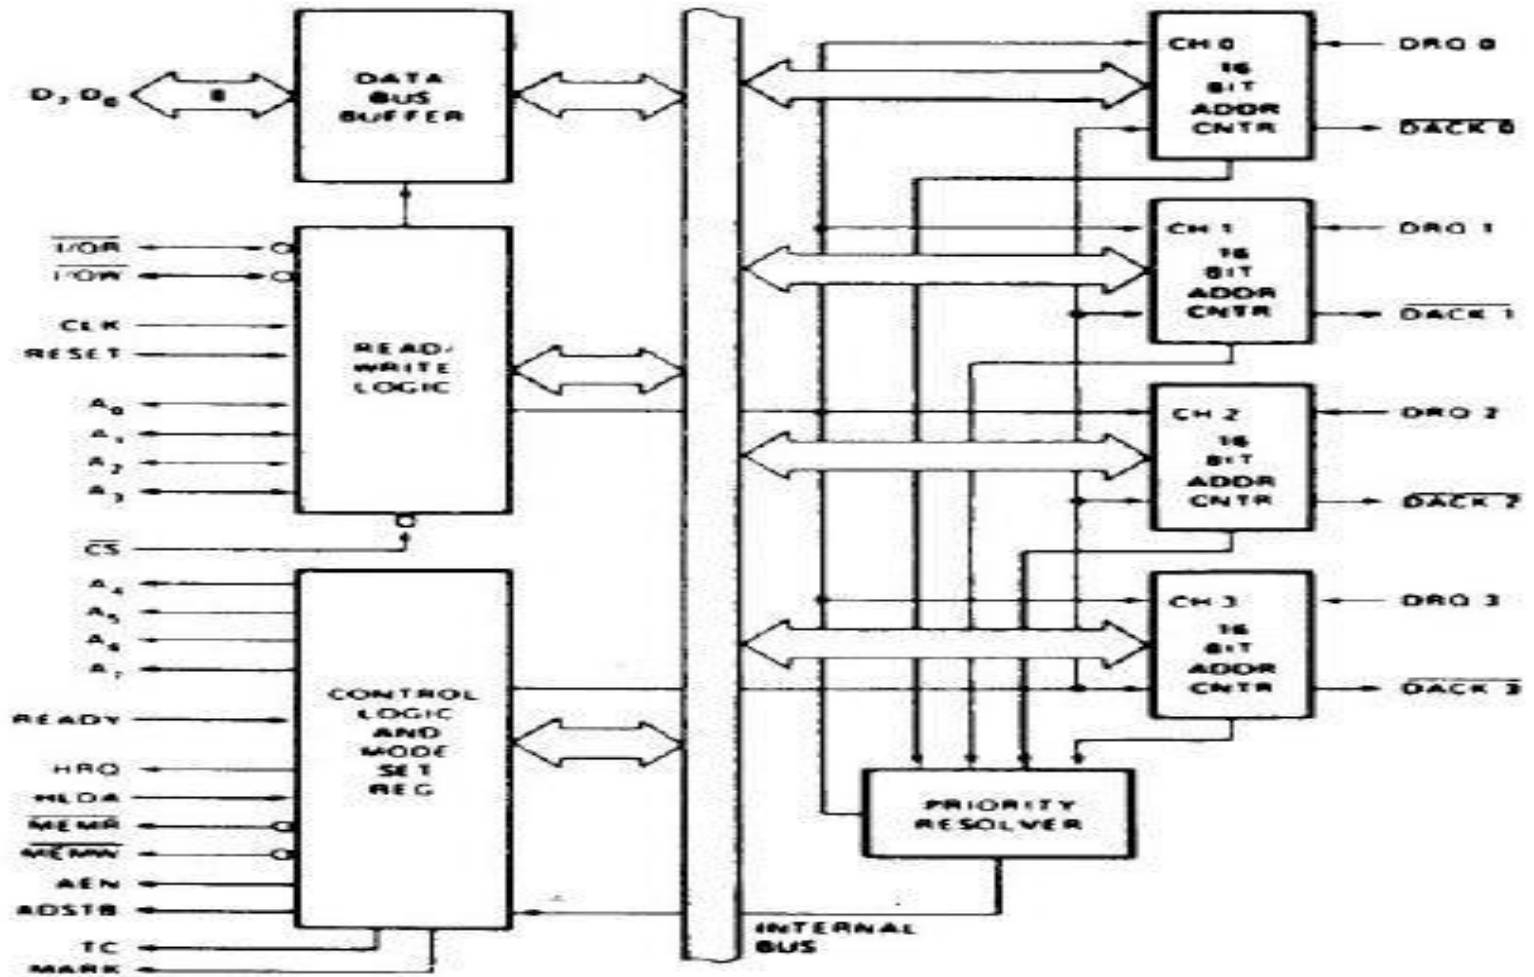 D7 D0
8
DATA
BUS
BUFFER
I/OR
I/OW
CLK
RESET
A0
A1
A2
A3
CS
READ/
WRITE
LOGIC
A4
A5
A6
A7
READY
HRQ
HLDA
MEMR
MEMW
AEN
ADSTB
TC
MARK
CONTROL
LOGIC
AND
MODE
SET
REG
INTERNAL
BUS
CH 0
16
BIT
ADDR
CNTR
DRQ 0
DACK 0
CH 1
16
BIT
ADDR
CNTR
DRQ 1
DACK 1
CH 2
16
BIT
ADDR
CNTR
DRQ 2
DACK 2
CH 3
16
BIT
ADDR
CNTR
DRQ 3
DACK 3
PRIORITY
RESOLVER